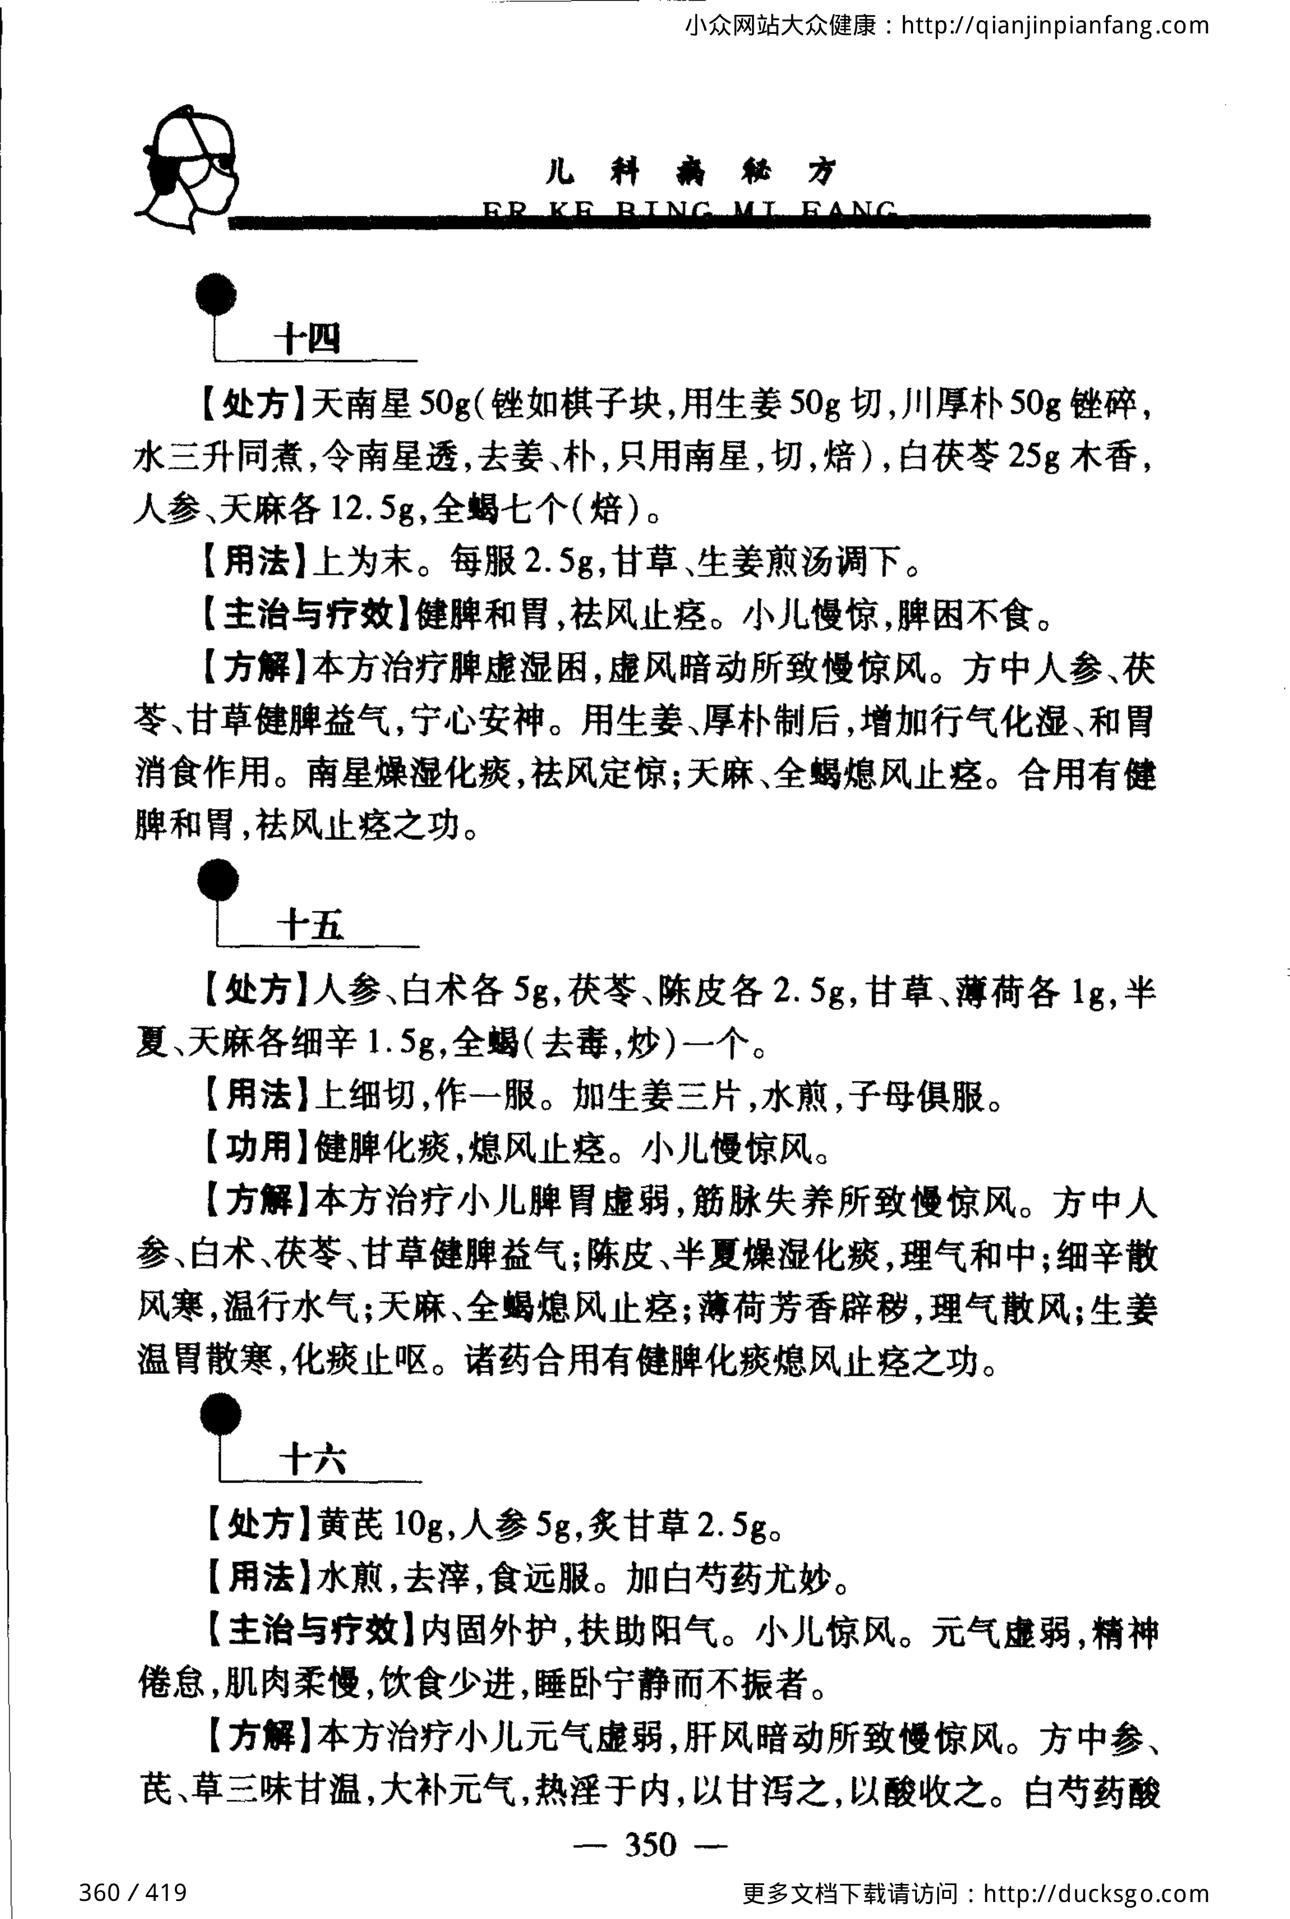 小众网站大众健康：http://qianjinpianfang.com
儿科病秘方
ER KE BING MI FANG
十四
【处方】天南星50g(锉如棋子块,用生姜50g切,川厚朴50g锉碎,
水三升同煮,令南星透,去姜、朴,只用南星,切,焙),白茯苓25g木香,
人参、天麻各12.5g,全蝎七个(焙)。
【用法】上为末。每服2.5g,甘草、生姜煎汤调下。
【主治与疗效】健脾和胃,祛风止痉。小儿慢惊,脾困不食。
【方解】本方治疗脾虚湿困,虚风暗动所致慢惊风。方中人参、茯
苓、甘草健脾益气,宁心安神。用生姜、厚朴制后,增加行气化湿、和胃
消食作用。南星燥湿化痰,祛风定惊;天麻、全蝎熄风止痉。合用有健
脾和胃,祛风止痉之功。
十五
【处方】人参、白术各5g,茯苓、陈皮各2.5g,甘草、薄荷各1g,半
夏、天麻各细辛1.5g,全蝎(去毒,炒)一个。
【用法】上细切,作一服。加生姜三片,水煎,子母俱服。
【功用】健脾化痰,熄风止痉。小儿慢惊风。
【方解】本方治疗小儿脾胃虚弱,筋脉失养所致慢惊风。方中人
参、白术、茯苓、甘草健脾益气;陈皮、半夏燥湿化痰,理气和中;细辛散
风寒,温行水气;天麻、全蝎熄风止痉;薄荷芳香辟秽,理气散风;生姜
温胃散寒,化痰止呕。诸药合用有健脾化痰熄风止痉之功。
十六
【处方】黄芪10g,人参5g,炙甘草2.5g。
【用法】水煎,去滓,食远服。加白芍药尤妙。
【主治与疗效】内固外护,扶助阳气。小儿惊风。元气虚弱,精神
倦怠,肌肉柔慢,饮食少进,睡卧宁静而不振者。
【方解】本方治疗小儿元气虚弱,肝风暗动所致慢惊风。方中参、
芪、草三味甘温,大补元气,热淫于内,以甘泻之,以酸收之。白芍药酸
— 350 —
360 / 419
更多文档下载请访问：http://ducksgo.com